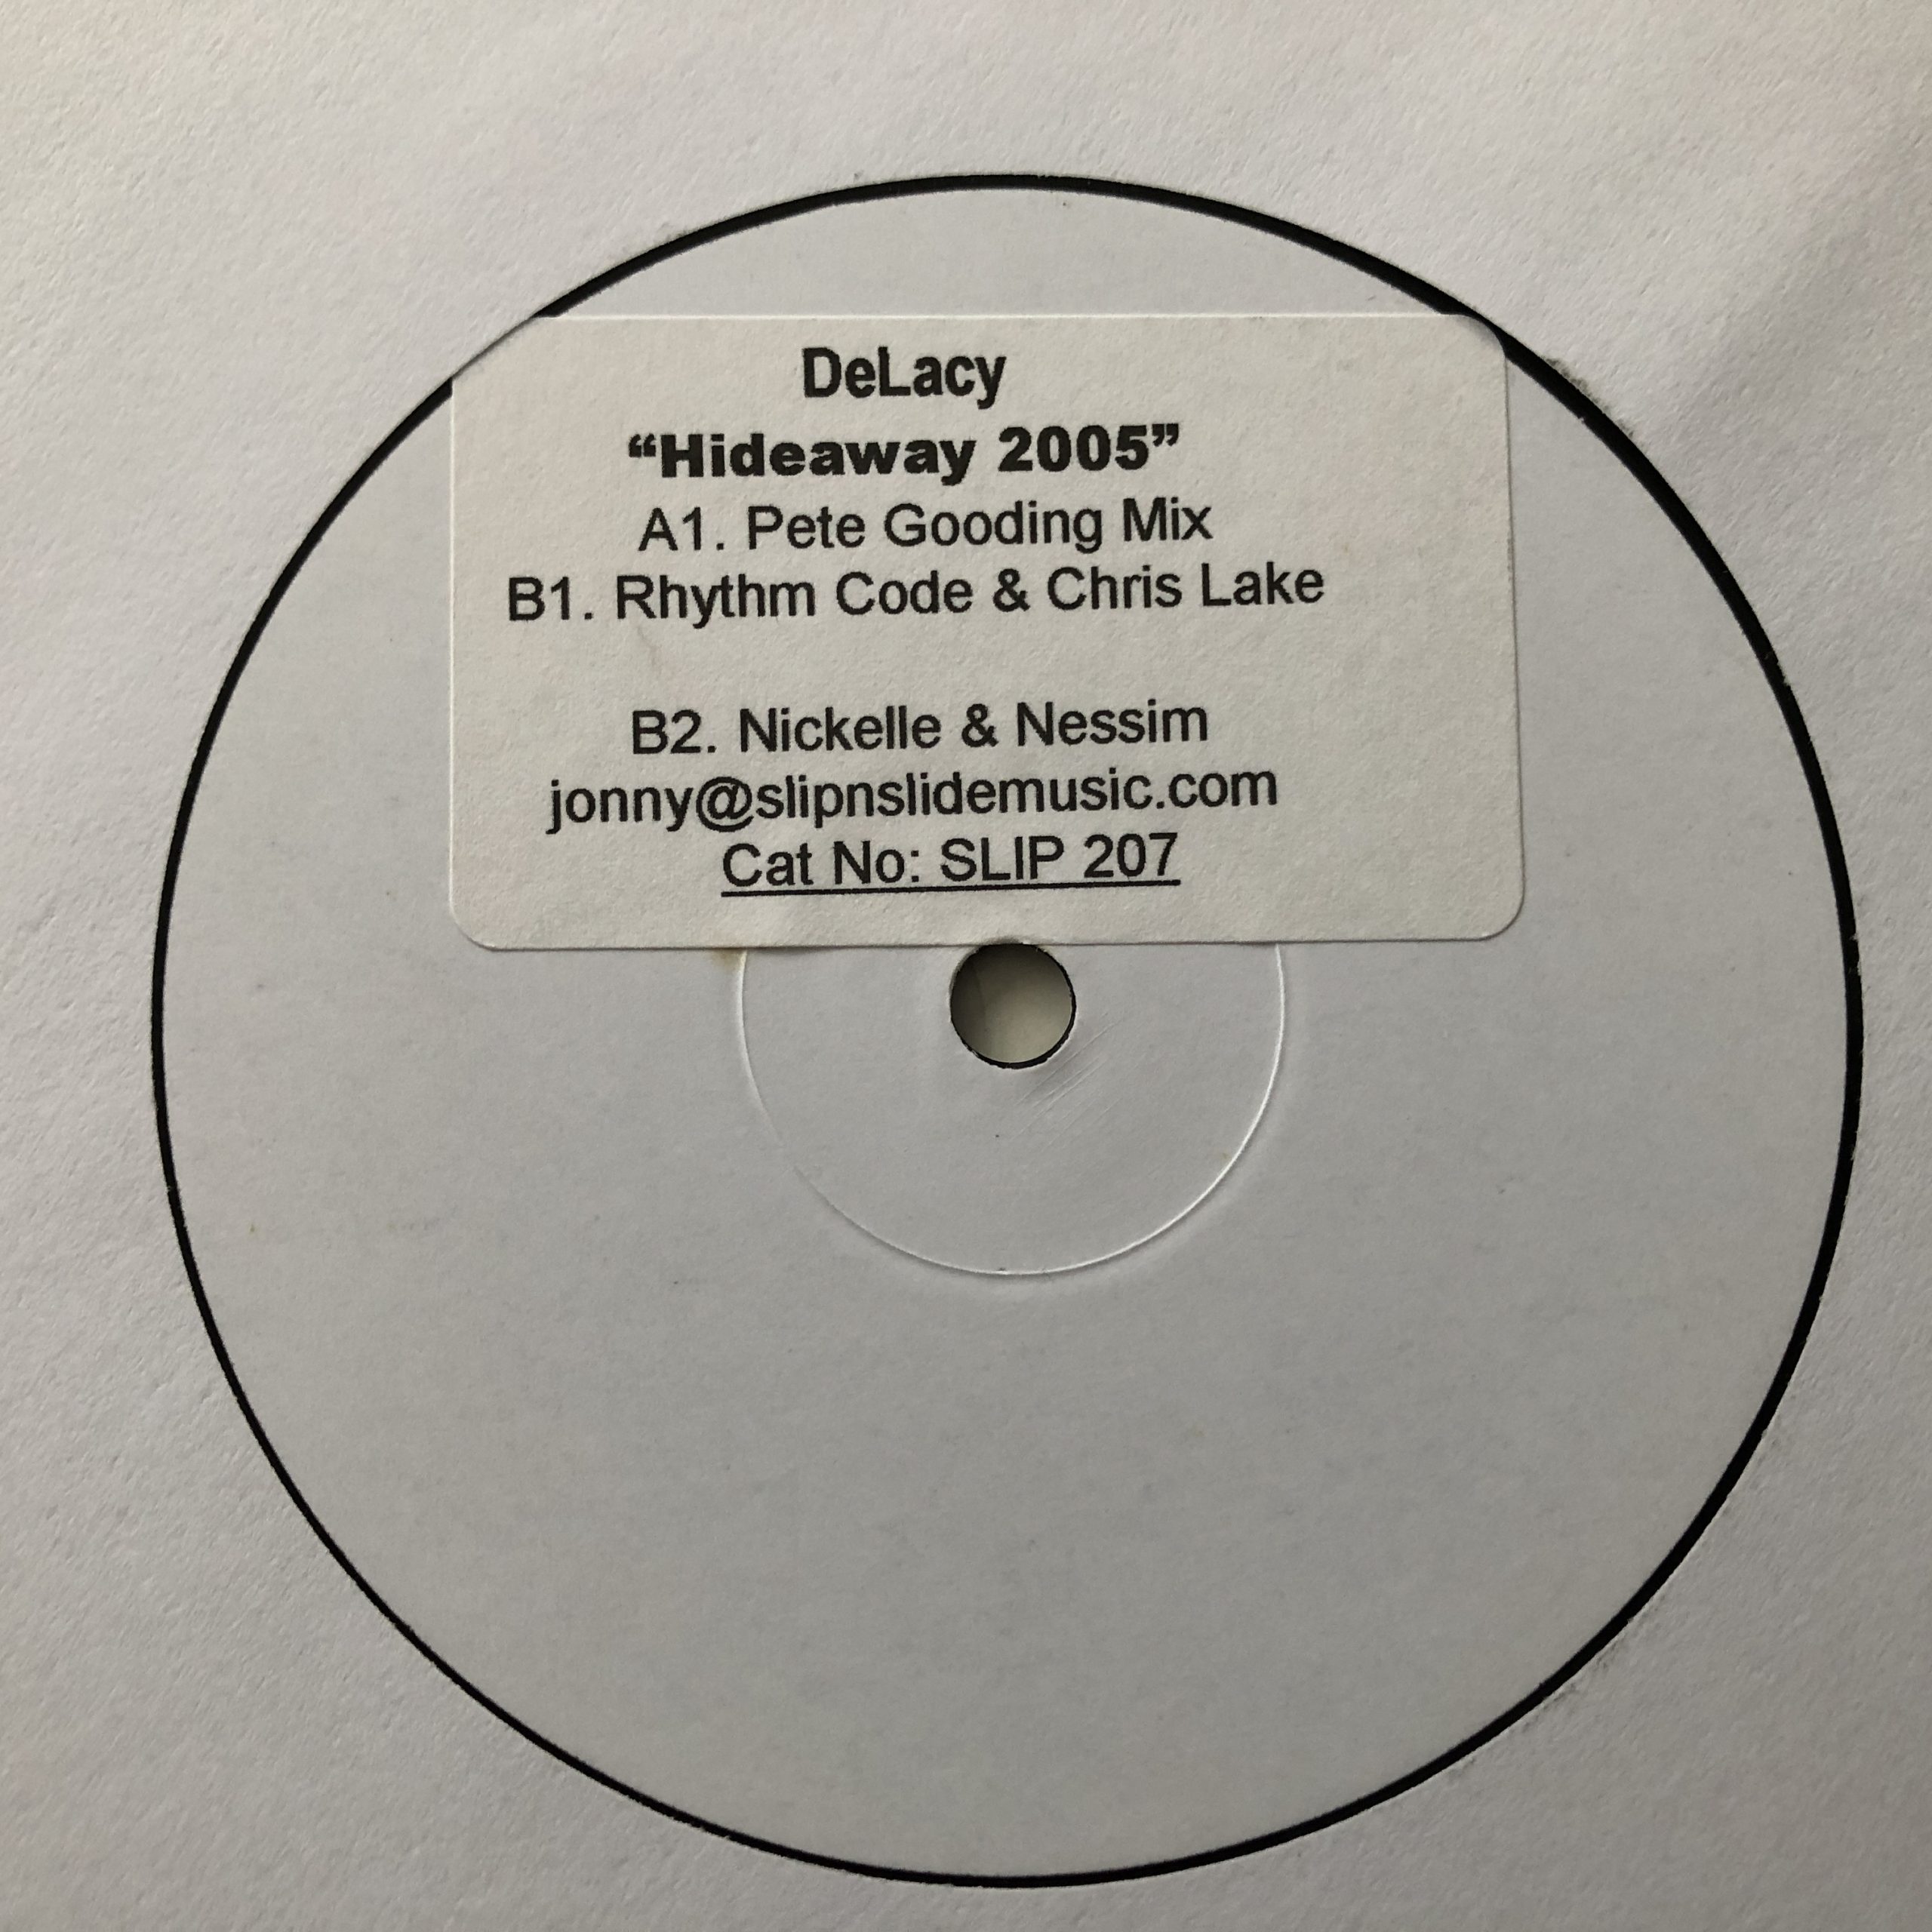 DeLacy
“Hideaway 2005”
A1. Pete Gooding Mix
B1. Rhythm Code & Chris Lake
B2. Nickelle & Nessim
jonny@slipnslidemusic.com
Cat No: SLIP 207